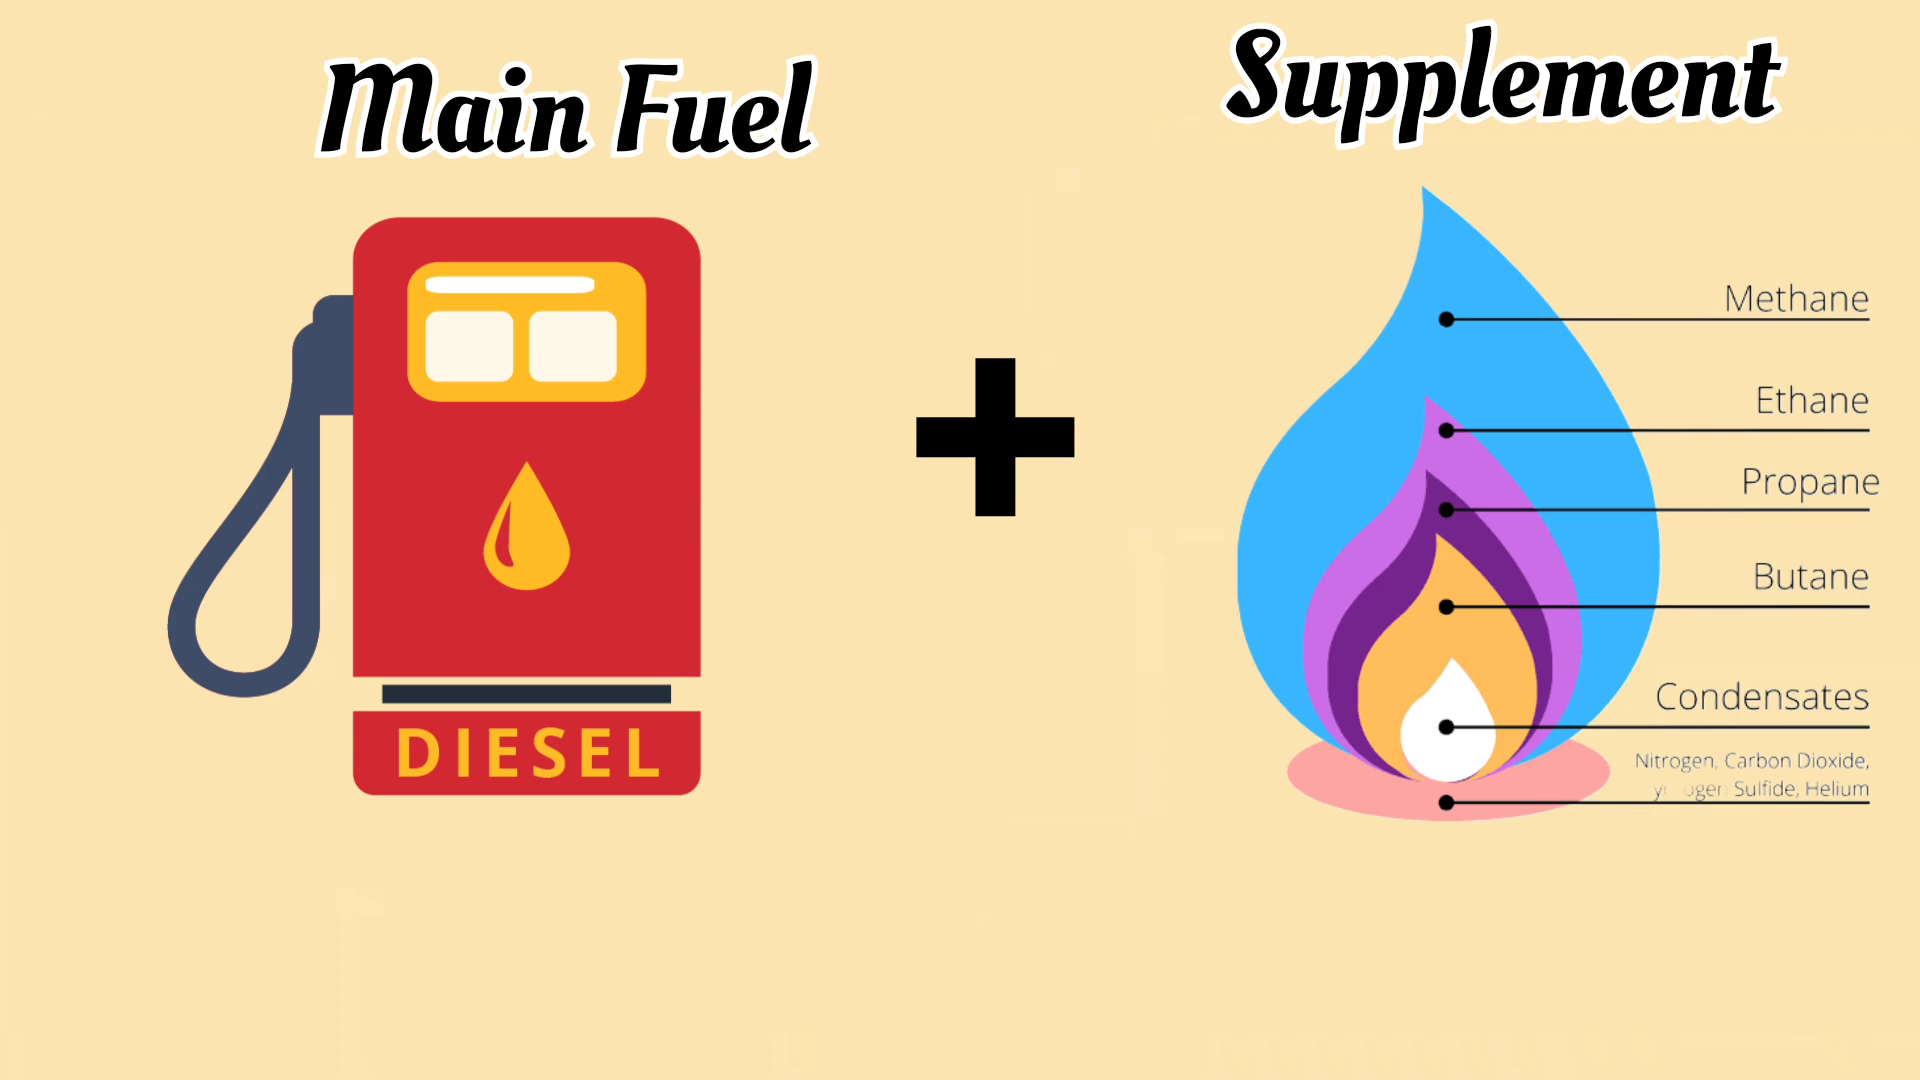 Main Fuel
Supplement
Methane
Ethane
Propane
Butane
Condensates
Nitrogen, Carbon Dioxide,
Sulfide, Helium
DIESEL